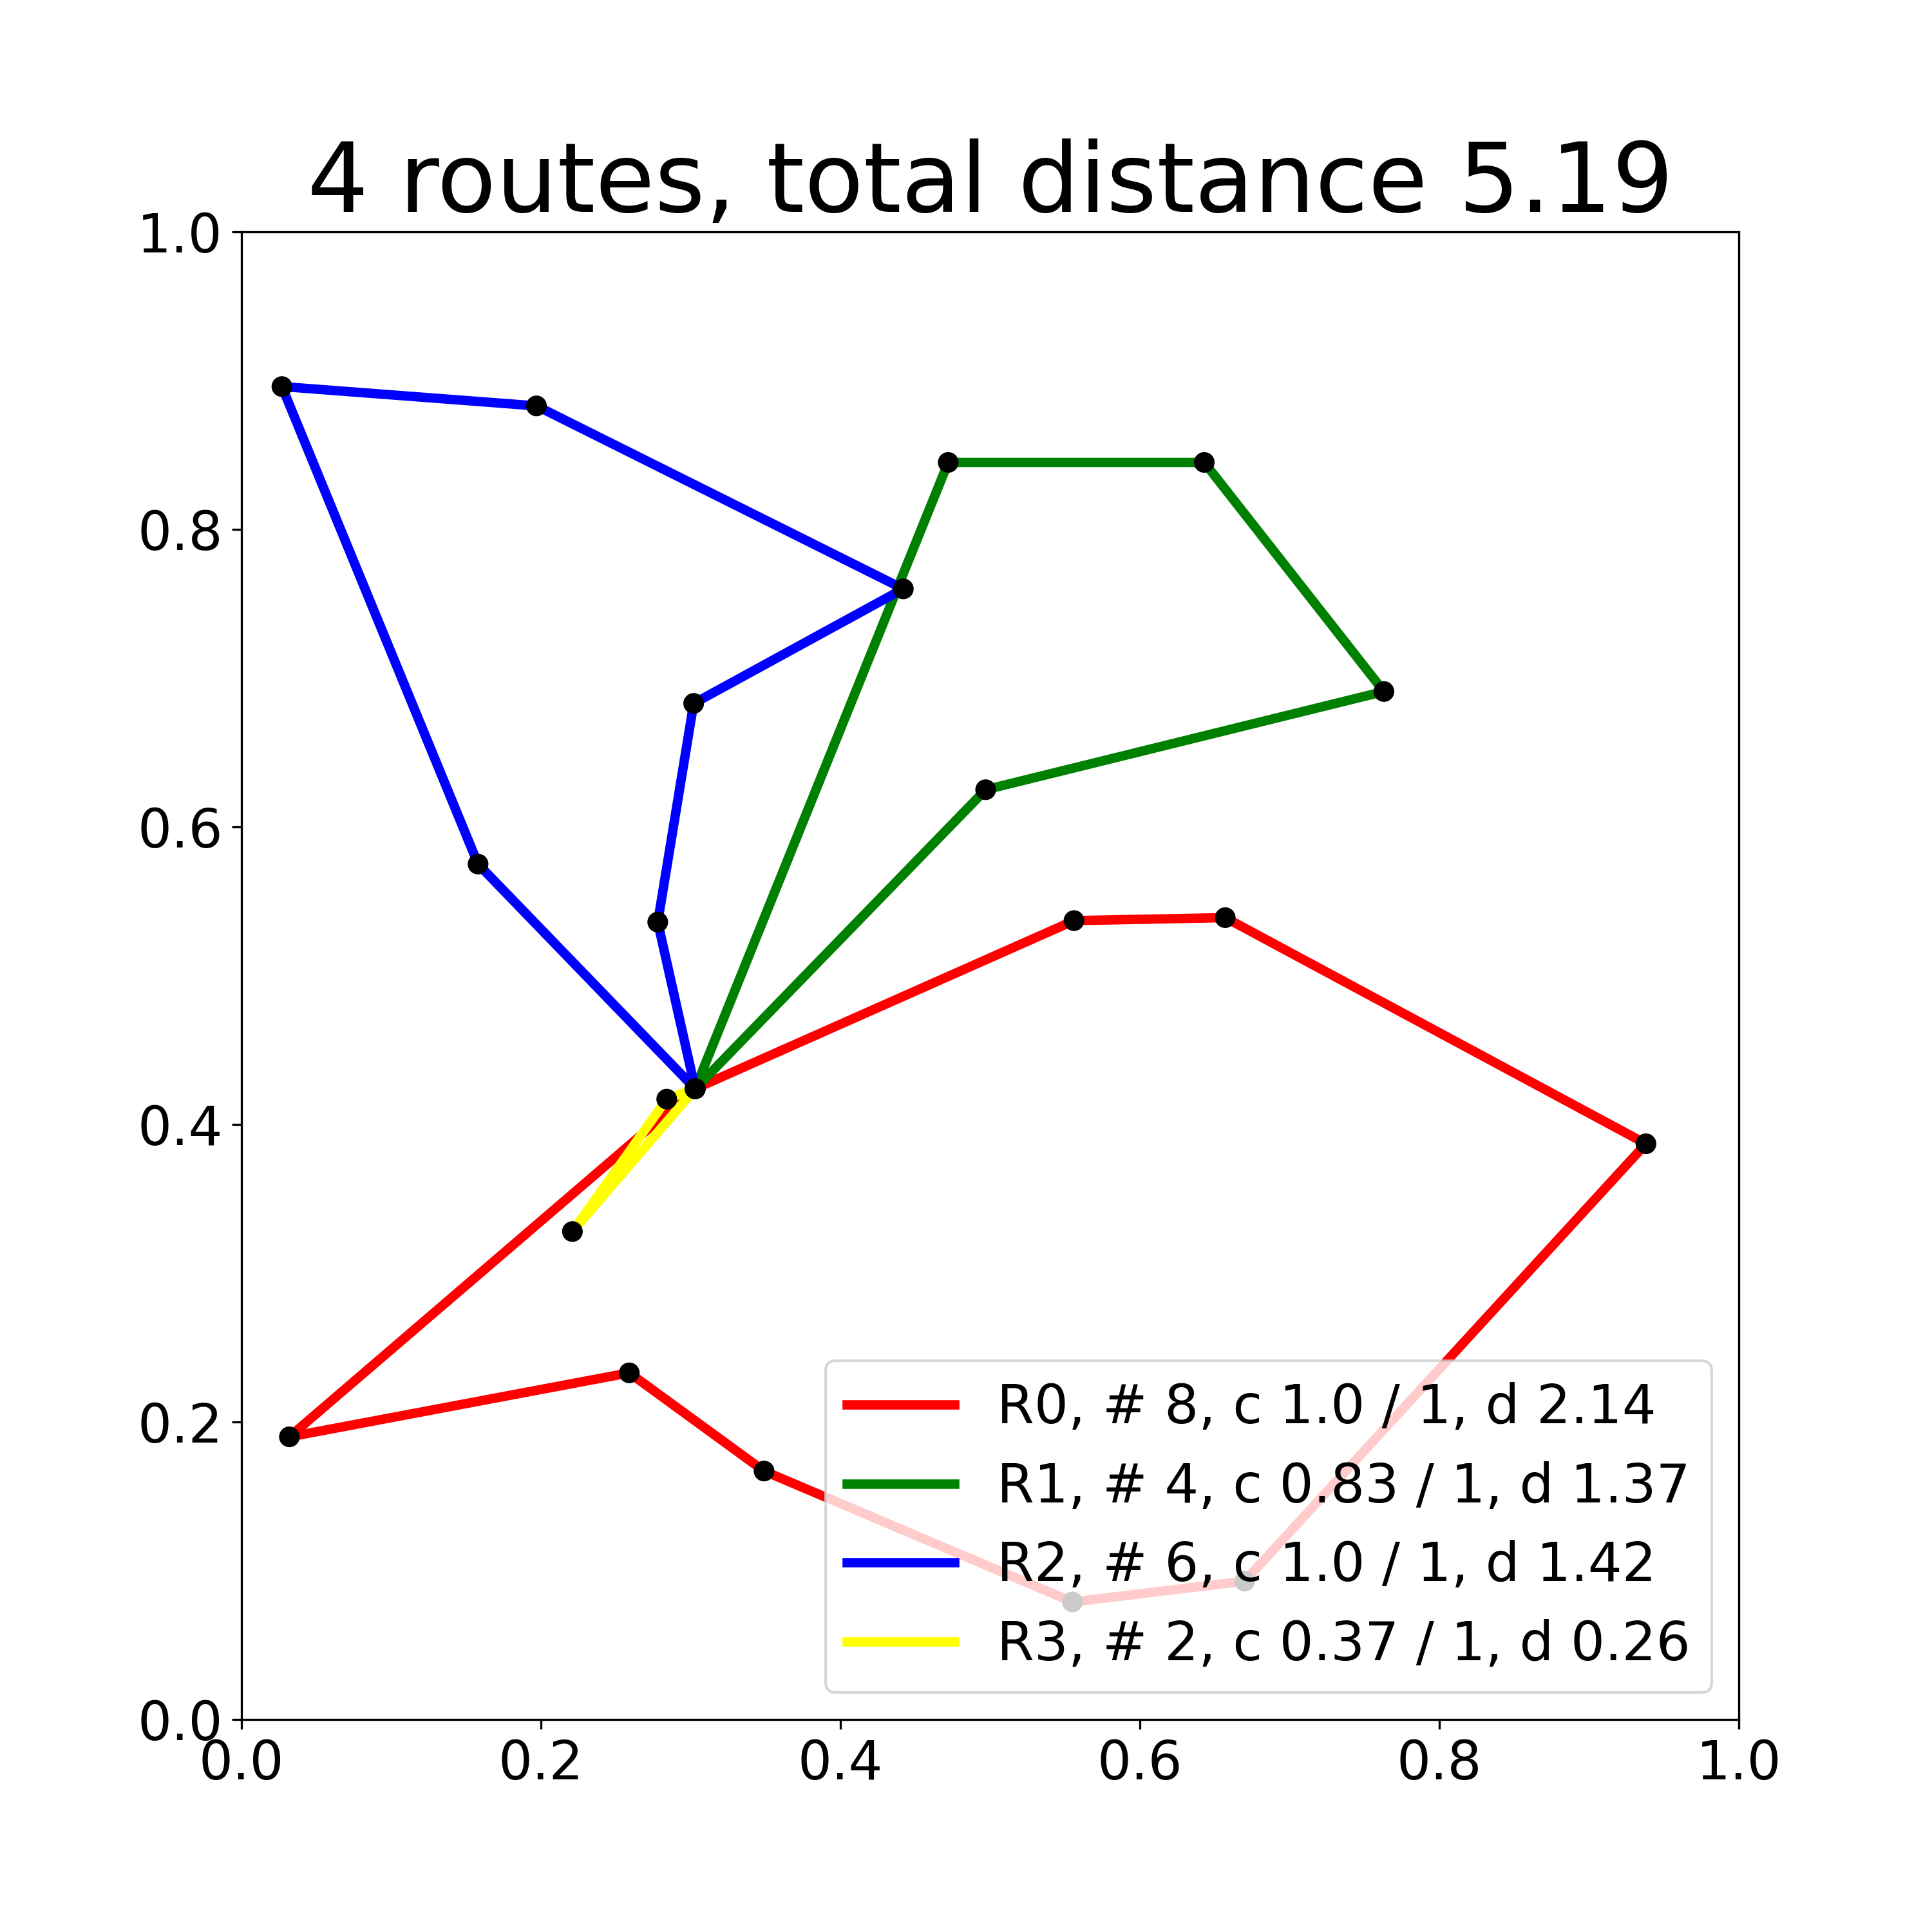 4 routes, total distance 5.19
1.0
0.8
0.6
0.4
0.2
0.0
0.0 0.2 0.4 0.6 0.8 1.0
R0, # 8, c 1.0 / 1, d 2.14
R1, # 4, c 0.83 / 1, d 1.37
R2, # 6, c 1.0 / 1, d 1.42
R3, # 2, c 0.37 / 1, d 0.26